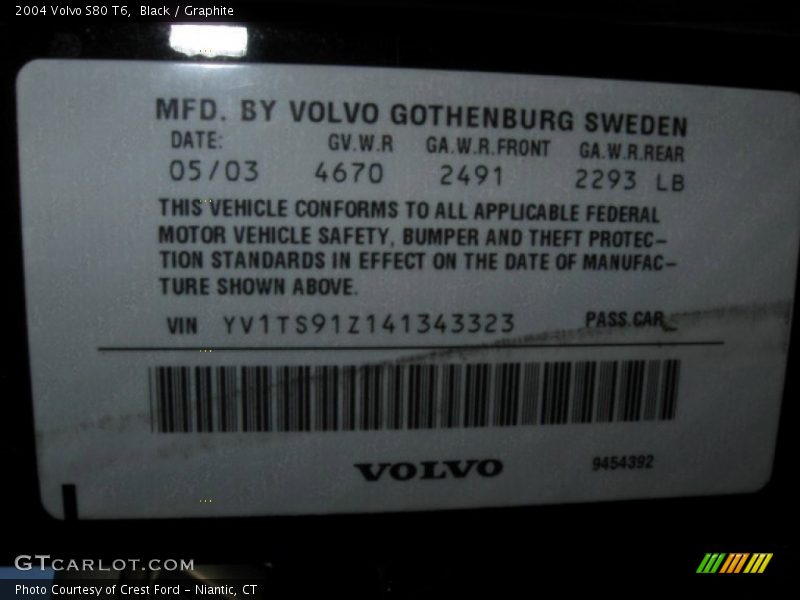 2004 Volvo S80 T6, Black / Graphite
MFD. BY VOLVO GOTHENBURG SWEDEN
DATE: GV.W.R GA.W.R.FRONT GA.W.R.REAR
05/03 4670 2491 2293 LB
THIS VEHICLE CONFORMS TO ALL APPLICABLE FEDERAL
MOTOR VEHICLE SAFETY, BUMPER AND THEFT PROTEC-
TION STANDARDS IN EFFECT ON THE DATE OF MANUFAC-
TURE SHOWN ABOVE.
VIN YV1TS91Z141343323 PASS.CAR
VOLVO 9454392
GTCARLOT.COM
Photo Courtesy of Crest Ford - Niantic, CT